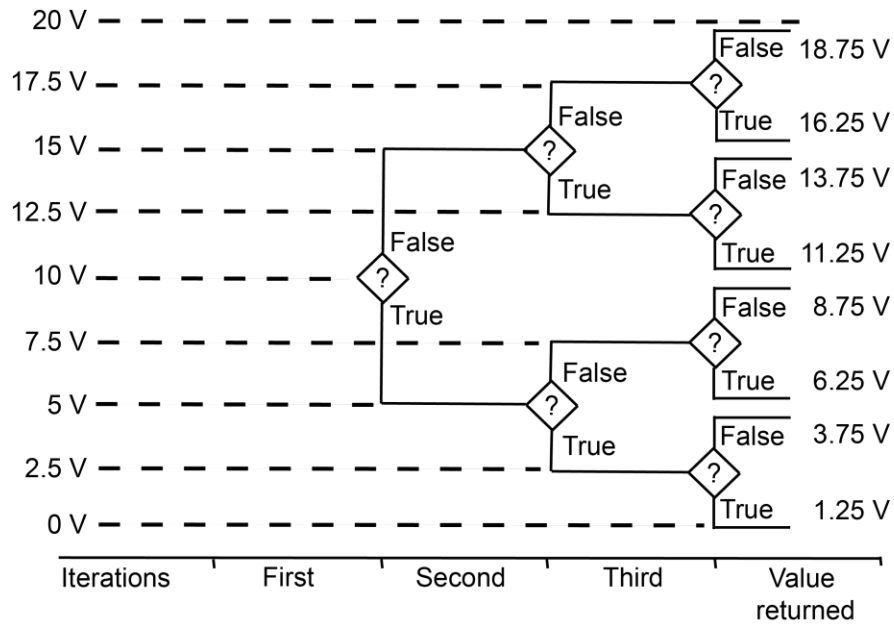 20 V
False 18.75 V
17.5 V
?
False
True 16.25 V
15 V
?
False 13.75 V
True
12.5 V
?
False
True 11.25 V
10 V
?
False 8.75 V
True
7.5 V
?
False
True 6.25 V
5 V
?
False 3.75 V
True
2.5 V
?
True 1.25 V
0 V
Iterations First Second Third Value
returned